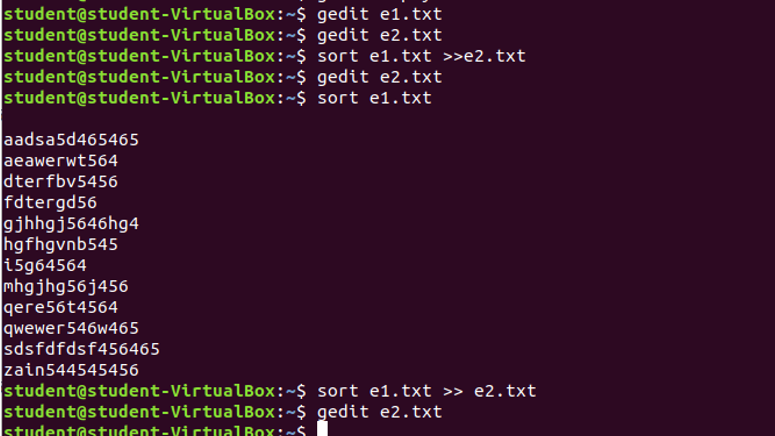 student@student-VirtualBox:~$ gedit e1.txt
student@student-VirtualBox:~$ gedit e2.txt
student@student-VirtualBox:~$ sort e1.txt >>e2.txt
student@student-VirtualBox:~$ gedit e2.txt
student@student-VirtualBox:~$ sort e1.txt
aadsa5d465465
aeawerwt564
dterfbv5456
fdtergd56
gjhhgj5646hg4
hgfhgvnb545
i5g64564
mhgjhg56j456
qere56t4564
qwewer546w465
sdsfdfdsf456465
zain544545456
student@student-VirtualBox:~$ sort e1.txt >> e2.txt
student@student-VirtualBox:~$ gedit e2.txt
student@student-VirtualBox:~$